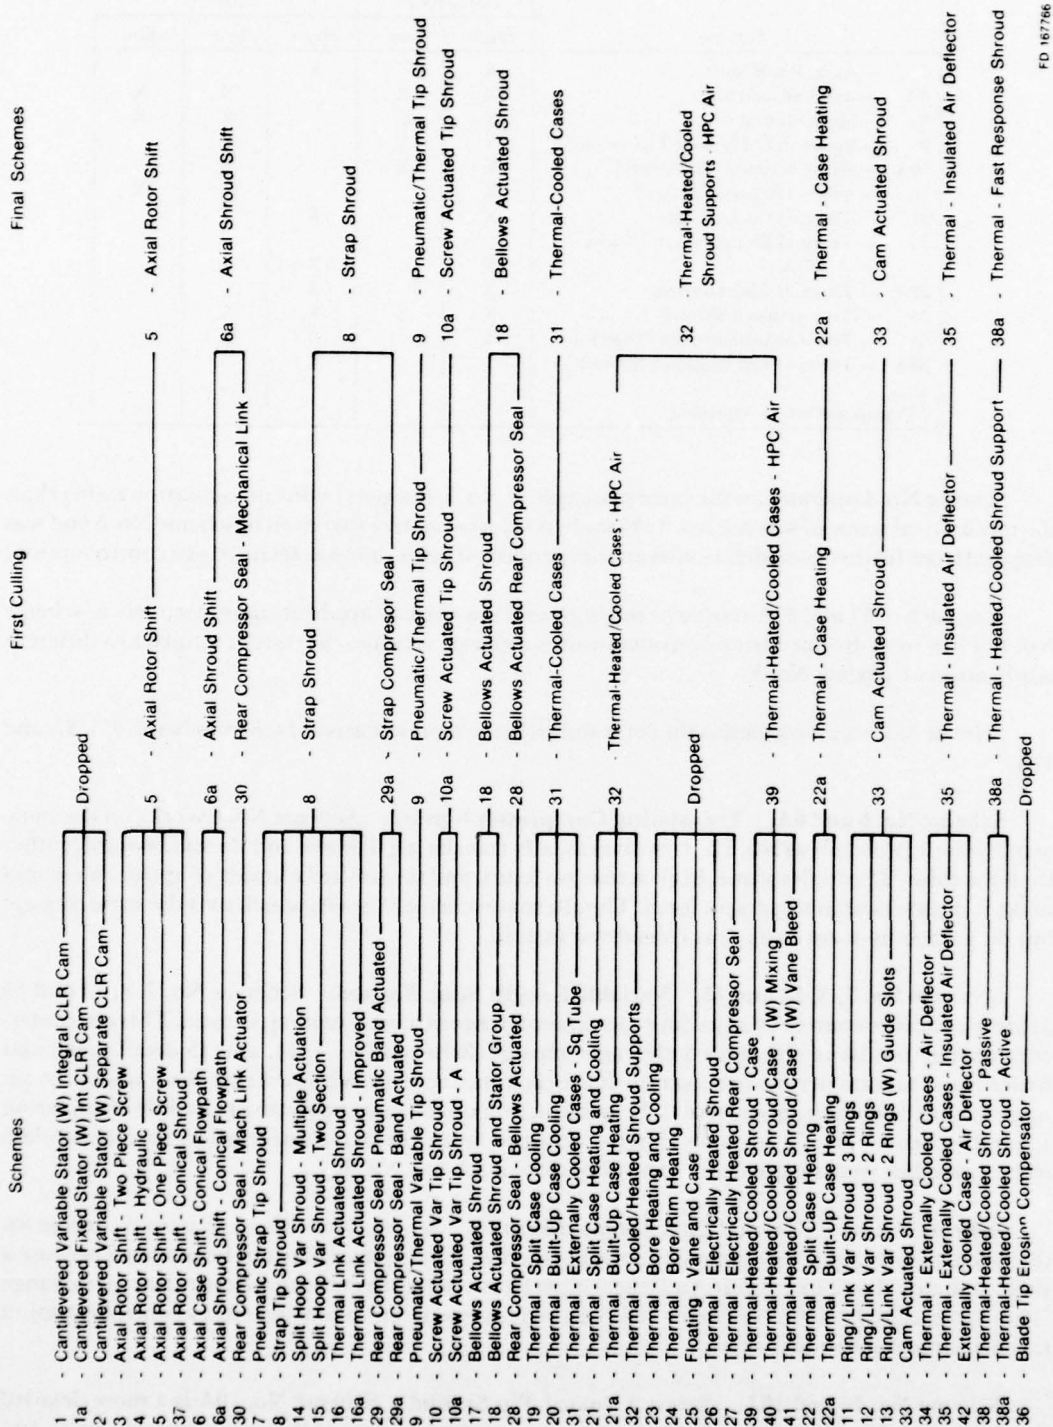 Schemes
1 - Cantilevered Variable Stator (W) Integral CLR Cam
1a - Cantilevered Fixed Stator (W) Int CLR Cam
2 - Cantilevered Variable Stator (W) Separate CLR Cam
3 - Axial Rotor Shift - Two Piece Screw
4 - Axial Rotor Shift - Hydraulic
5 - Axial Rotor Shift - One Piece Screw
37 - Axial Rotor Shift - Conical Shroud
6 - Axial Case Shift - Conical Flowpath
6a - Axial Shroud Shift - Conical Flowpath
30 - Rear Compressor Seal - Mach Link Actuator
7 - Pneumatic Strap Tip Shroud
8 - Strap Tip Shroud
14 - Split Hoop Var Shroud - Multiple Actuation
15 - Split Hoop Var Shroud - Two Section
16 - Thermal Link Actuated Shroud
16a - Thermal Link Actuated Shroud - Improved
29 - Rear Compressor Seal - Pneumatic Band Actuated
29a - Rear Compressor Seal - Band Actuated
9 - Pneumatic/Thermal Variable Tip Shroud
10 - Screw Actuated Var Tip Shroud
10a - Screw Actuated Var Tip Shroud - A
17 - Bellows Actuated Shroud
18 - Bellows Actuated Shroud and Stator Group
28 - Rear Compressor Seal - Bellows Actuated
19 - Thermal - Split Case Cooling
20 - Thermal - Built-Up Case Cooling
31 - Thermal - Externally Cooled Cases - Sq Tube
21 - Thermal - Split Case Heating and Cooling
21a - Thermal - Built-Up Case Heating
32 - Thermal - Cooled/Heated Shroud Supports
23 - Thermal - Bore Heating and Cooling
24 - Thermal - Bore/Rim Heating
25 - Floating - Vane and Case
26 - Thermal - Electrically Heated Shroud
27 - Thermal - Electrically Heated Rear Compressor Seal
39 - Thermal-Heated/Cooled Shroud - Case
40 - Thermal-Heated/Cooled Shroud/Case - (W) Mixing
41 - Thermal-Heated/Cooled Shroud/Case - (W) Vane Bleed
22 - Thermal - Split Case Heating
22a - Thermal - Built-Up Case Heating
11 - Ring/Link Var Shroud - 3 Rings
12 - Ring/Link Var Shroud - 2 Rings
13 - Ring/Link Var Shroud - 2 Rings (W) Guide Slots
33 - Cam Actuated Shroud
34 - Thermal - Externally Cooled Cases - Air Deflector
35 - Thermal - Externally Cooled Cases - Insulated Air Deflector
32 - Externally Cooled Case - Air Deflector
38 - Thermal-Heated/Cooled Shroud - Passive
38a - Thermal-Heated/Cooled Shroud - Active
36 - Blade Tip Erosion Compensator
First Culling
Dropped
5 - Axial Rotor Shift
6a - Axial Shroud Shift
30 - Rear Compressor Seal - Mechanical Link
8 - Strap Shroud
29a - Strap Compresor Seal
9 - Pneumatic/Thermal Tip Shroud
10a - Screw Actuated Tip Shroud
18 - Bellows Actuated Shroud
28 - Bellows Actuated Rear Compressor Seal
31 - Thermal-Cooled Cases
32 - Thermal-Heated/Cooled Cases - HPC Air
Dropped
39 - Thermal-Heated/Cooled Cases - HPC Air
22a - Thermal - Case Heating
33 - Cam Actuated Shroud
35 - Thermal - Insulated Air Deflector
38a - Thermal - Heated/Cooled Shroud Support
Dropped
Final Schemes
5 - Axial Rotor Shift
6a - Axial Shroud Shift
8 - Strap Shroud
9 - Pneumatic/Thermal Tip Shroud
10a - Screw Actuated Tip Shroud
18 - Bellows Actuated Shroud
31 - Thermal-Cooled Cases
32 - Thermal-Heated/Cooled
Shroud Supports - HPC Air
22a - Thermal - Case Heating
33 - Cam Actuated Shroud
35 - Thermal - Insulated Air Deflector
38a - Thermal - Fast Response Shroud
FD 167766